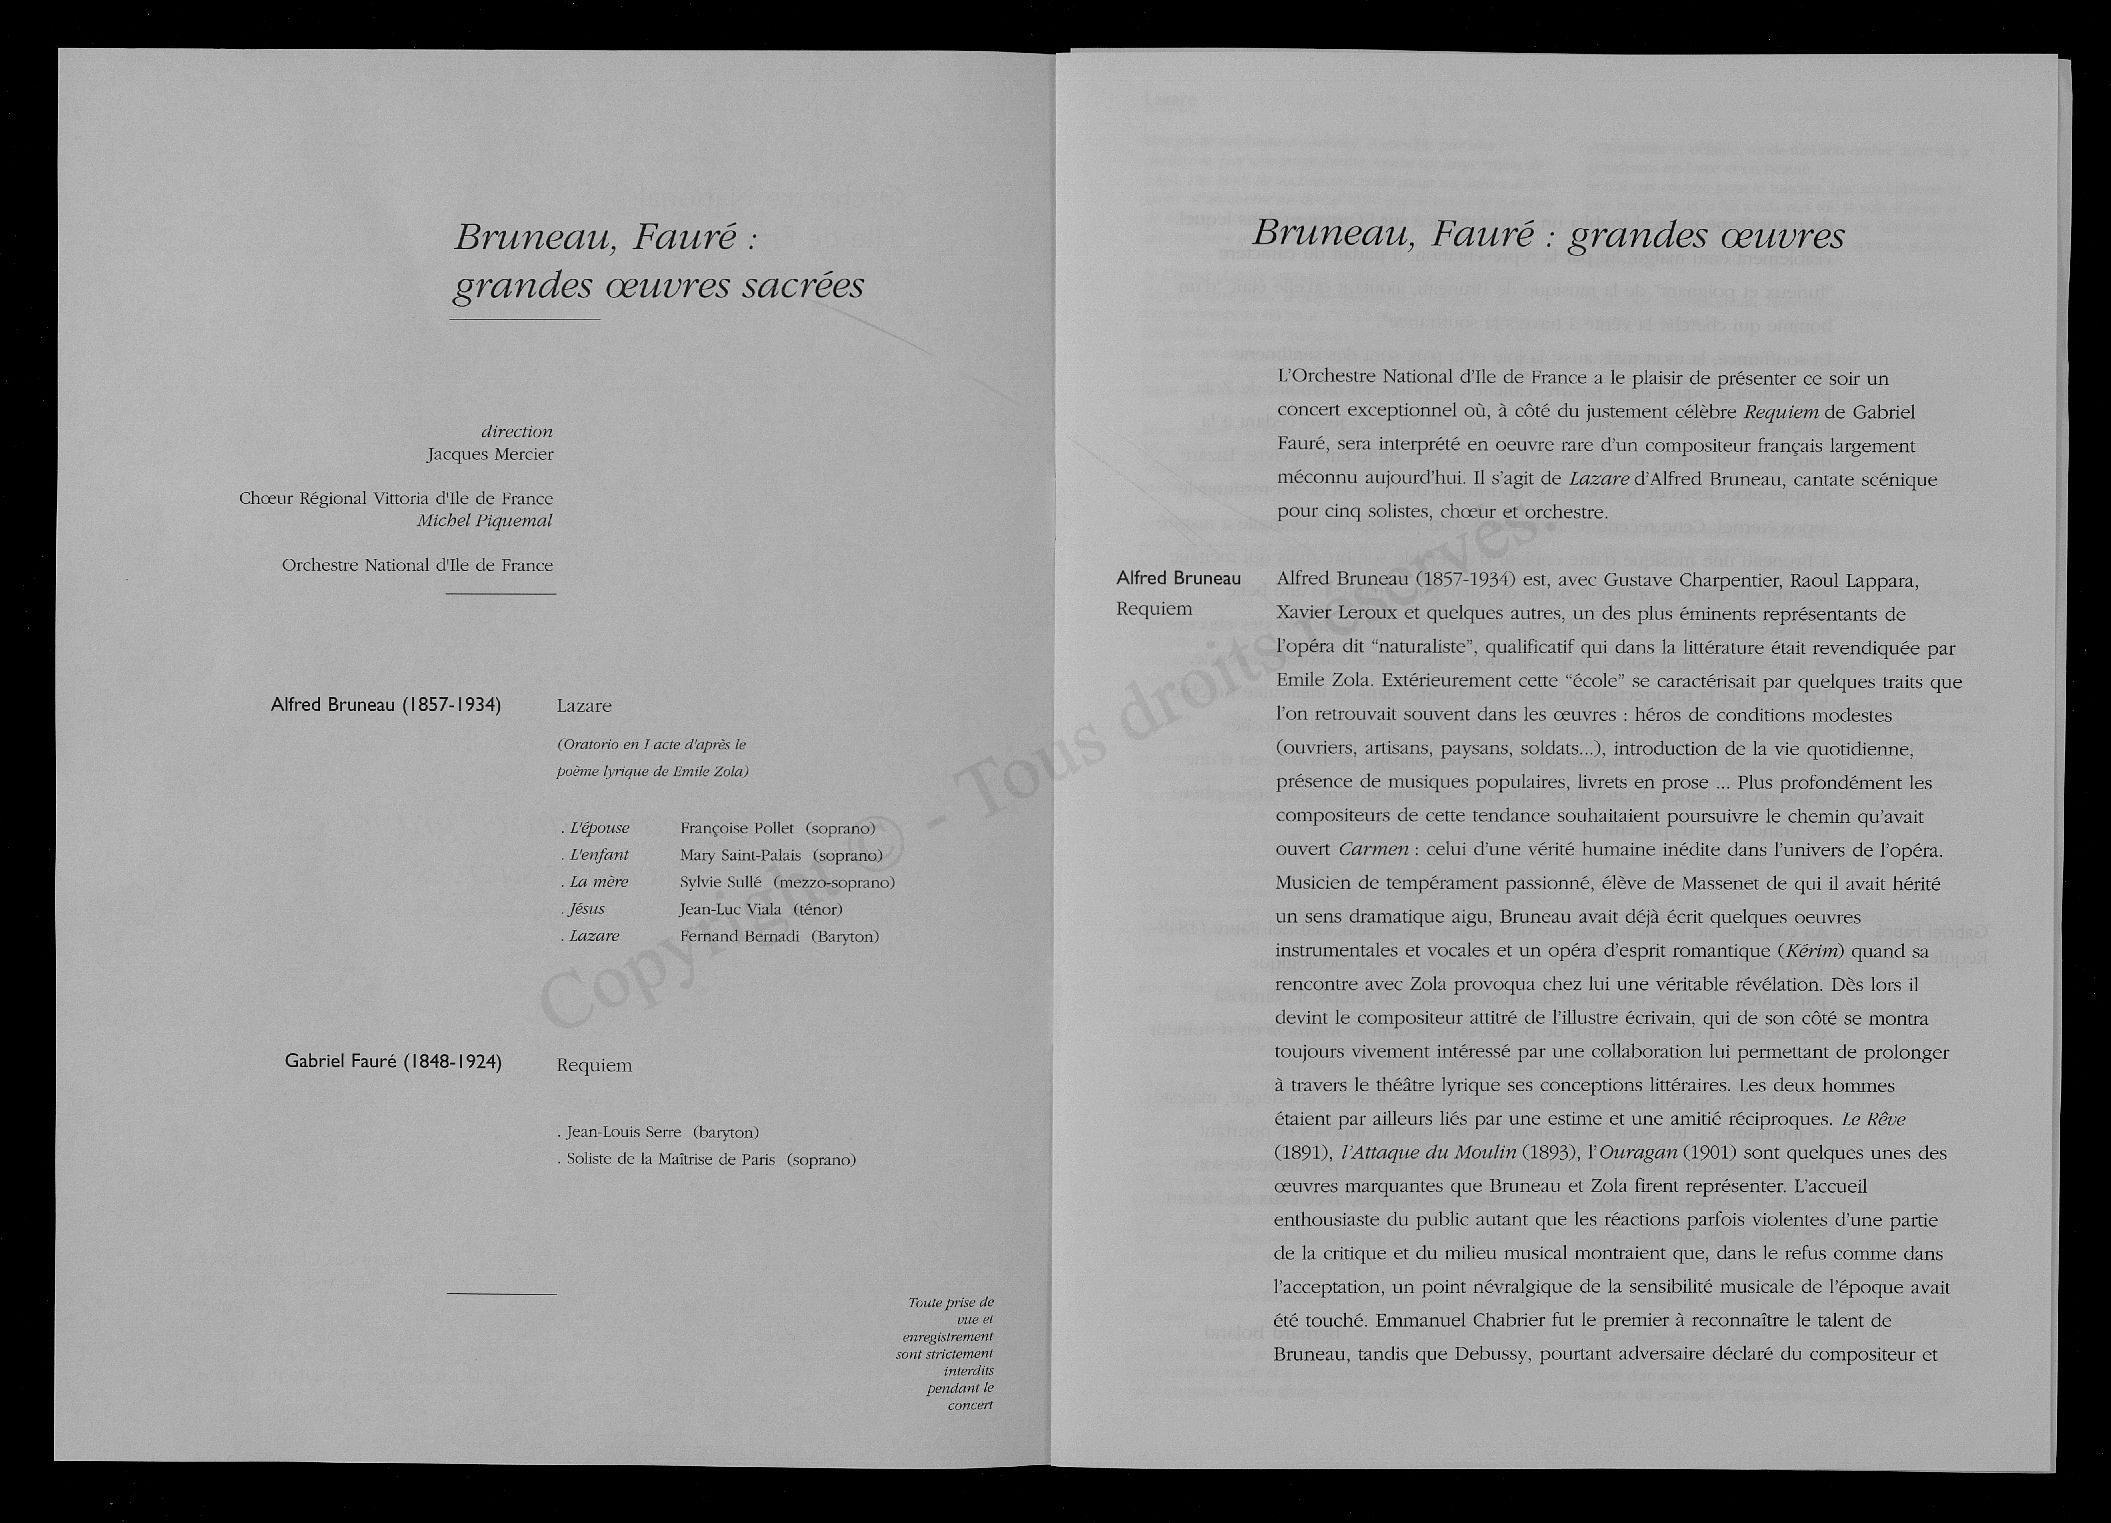 Bruneau, Fauré :
grandes œuvres sacrées
direction
Jacques Mercier
Chœur Régional Vittoria d'Ile de France
Michel Piquemal
Orchestre National d'Ile de France
Alfred Bruneau (1857-1934)
Lazare
(Oratorio en I acte d'après le
poème lyrique de Emile Zola)
. L'épouse Françoise Pollet (soprano)
. L'enfant Mary Saint-Palais (soprano)
. La mère Sylvie Sullé (mezzo-soprano)
. Jésus Jean-Luc Viala (ténor)
. Lazare Fernand Bernadi (Baryton)
Gabriel Fauré (1848-1924)
Requiem
. Jean-Louis Serre (baryton)
. Soliste de la Maîtrise de Paris (soprano)
Toute prise de
vue et
enregistrement
sont strictement
interdits
pendant le
concert
Bruneau, Fauré : grandes œuvres
L'Orchestre National d'Ile de France a le plaisir de présenter ce soir un
concert exceptionnel où, à côté du justement célèbre Requiem de Gabriel
Fauré, sera interprété en oeuvre rare d'un compositeur français largement
méconnu aujourd'hui. Il s'agit de Lazare d'Alfred Bruneau, cantate scénique
pour cinq solistes, chœur et orchestre.
Alfred Bruneau
Requiem
Alfred Bruneau (1857-1934) est, avec Gustave Charpentier, Raoul Lappara,
Xavier Leroux et quelques autres, un des plus éminents représentants de
l'opéra dit “naturaliste”, qualificatif qui dans la littérature était revendiquée par
Emile Zola. Extérieurement cette “école” se caractérisait par quelques traits que
l'on retrouvait souvent dans les œuvres : héros de conditions modestes
(ouvriers, artisans, paysans, soldats...), introduction de la vie quotidienne,
présence de musiques populaires, livrets en prose ... Plus profondément les
compositeurs de cette tendance souhaitaient poursuivre le chemin qu'avait
ouvert Carmen : celui d'une vérité humaine inédite dans l'univers de l'opéra.
Musicien de tempérament passionné, élève de Massenet de qui il avait hérité
un sens dramatique aigu, Bruneau avait déjà écrit quelques oeuvres
instrumentales et vocales et un opéra d'esprit romantique (Kérim) quand sa
rencontre avec Zola provoqua chez lui une véritable révélation. Dès lors il
devint le compositeur attitré de l'illustre écrivain, qui de son côté se montra
toujours vivement intéressé par une collaboration lui permettant de prolonger
à travers le théâtre lyrique ses conceptions littéraires. Les deux hommes
étaient par ailleurs liés par une estime et une amitié réciproques. Le Rêve
(1891), l'Attaque du Moulin (1893), l'Ouragan (1901) sont quelques unes des
œuvres marquantes que Bruneau et Zola firent représenter. L'accueil
enthousiaste du public autant que les réactions parfois violentes d'une partie
de la critique et du milieu musical montraient que, dans le refus comme dans
l'acceptation, un point névralgique de la sensibilité musicale de l'époque avait
été touché. Emmanuel Chabrier fut le premier à reconnaître le talent de
Bruneau, tandis que Debussy, pourtant adversaire déclaré du compositeur et
Copyright © - Tous droits réservés.